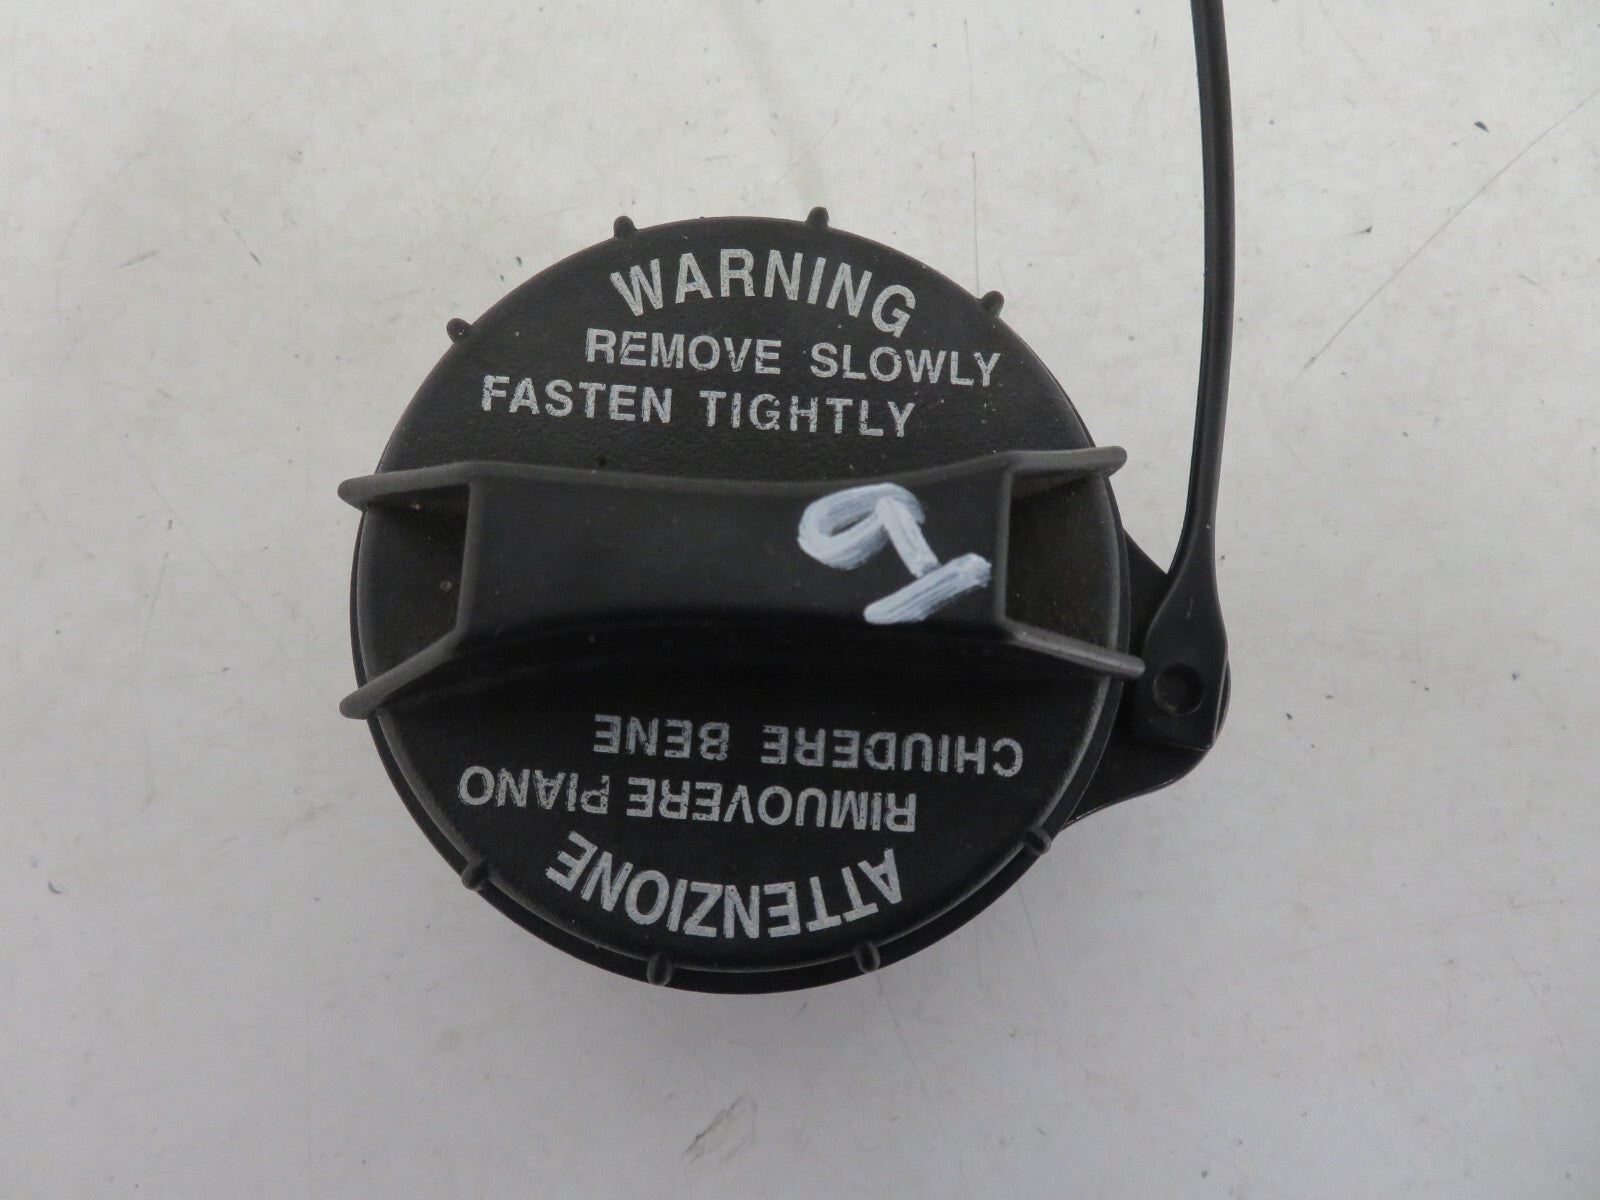 WARNING
REMOVE SLOWLY
FASTEN TIGHTLY
ATTENZIONE
RIMUOVERE PIANO
CHIUDERE BENE